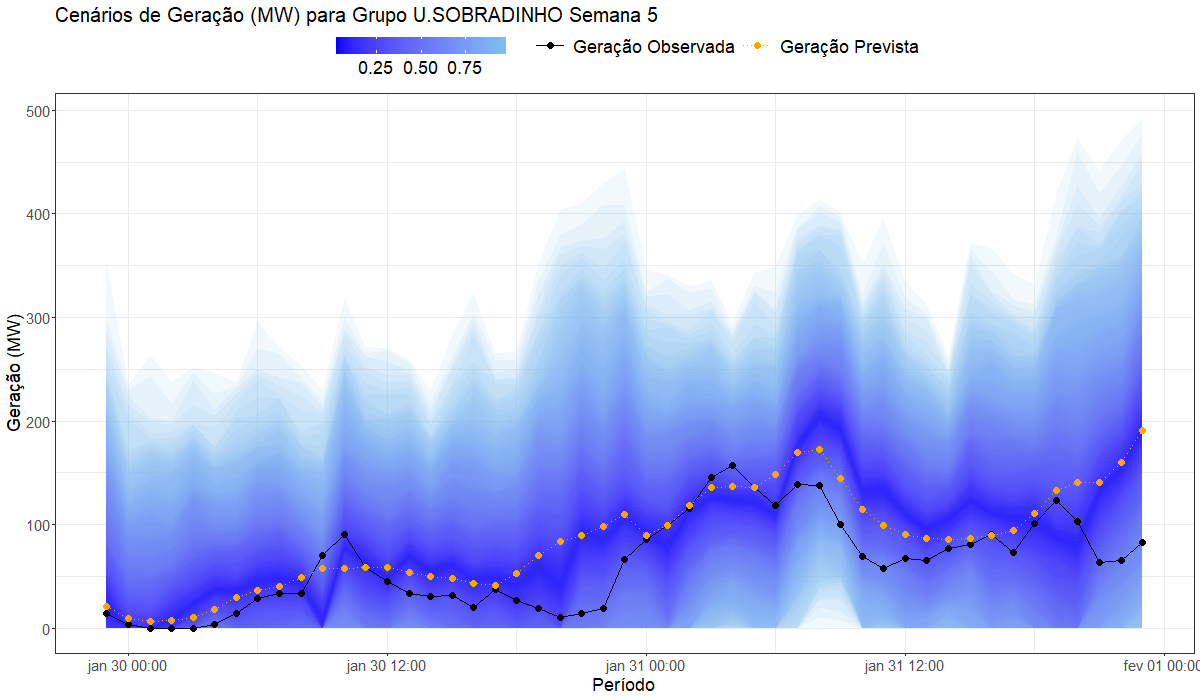 Cenários de Geração (MW) para Grupo U.SOBRADINHO Semana 5
0.25 0.50 0.75
Geração Observada
Geração Prevista
Geração (MW)
500
400
300
200
100
0
jan 30 00:00
jan 30 12:00
jan 31 00:00
jan 31 12:00
fev 01 00:00
Período